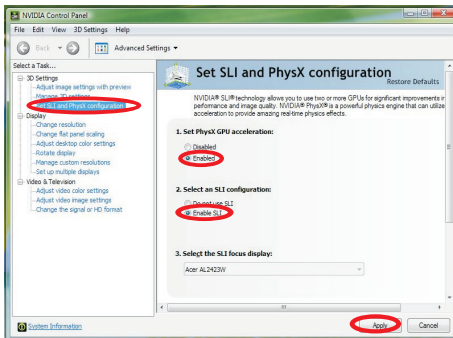 NVIDIA Control Panel
File Edit View 3D Settings Help
Back Advanced Settings
Select a Task...
3D Settings
Adjust image settings with preview
Manage 3D settings
Set SLI and PhysX configuration
Display
Change resolution
Change flat panel scaling
Adjust desktop color settings
Rotate display
Manage custom resolutions
Set up multiple displays
Video & Television
Adjust video color settings
Adjust video image settings
Change the signal or HD format
System Information
Set SLI and PhysX configuration
Restore Defaults
NVIDIA® SLI® technology allows you to use two or more GPUs for significant improvements in
performance and image quality. NVIDIA® PhysX® is a powerful physics engine that can utilize
acceleration to provide amazing real-time physics effects.
1. Set PhysX GPU acceleration:
Disabled
Enabled
2. Select an SLI configuration:
Do not use SLI
Enable SLI
3. Select the SLI focus display:
Acer AL2423W
Apply Cancel